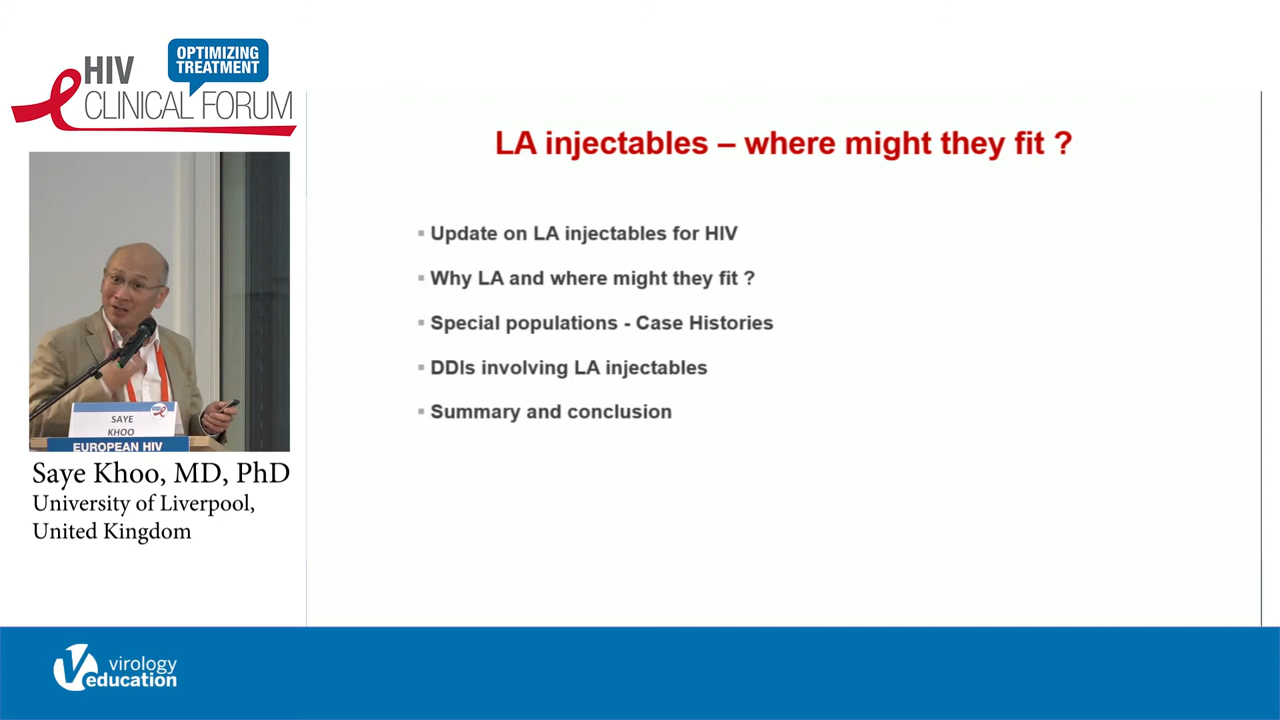 OPTIMIZING
TREATMENT
HIV
CLINICAL FORUM
LA injectables – where might they fit ?
▪ Update on LA injectables for HIV
▪ Why LA and where might they fit ?
▪ Special populations - Case Histories
▪ DDIs involving LA injectables
▪ Summary and conclusion
SAYE
KHOO
EUROPEAN HIV
Saye Khoo, MD, PhD
University of Liverpool,
United Kingdom
virology
education